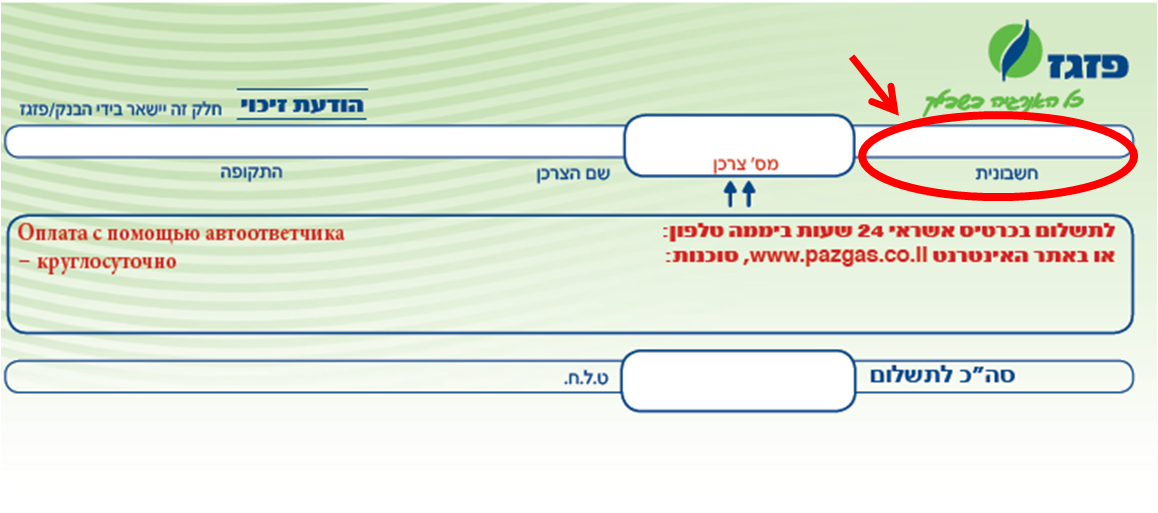 פזגז
כל האנרגיה בשבילך
הודעת זיכוי חלק זה יישאר בידי הבנק/פזגז
חשבונית מס' צרכן שם הצרכן התקופה
לתשלום בכרטיס אשראי 24 שעות ביממה טלפון:
או באתר האינטרנט www.pazgas.co.il, סוכנות:
Оплата с помощью автоответчика
– круглосуточно
סה"כ לתשלום ט.ל.ח.